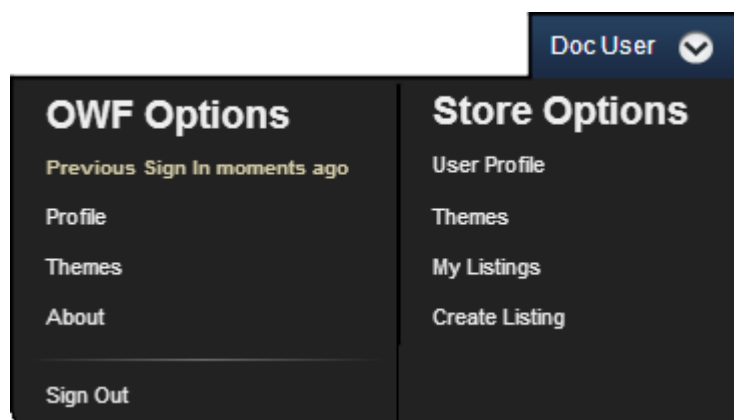 Doc User
OWF Options
Previous Sign In moments ago
Profile
Themes
About
Sign Out
Store Options
User Profile
Themes
My Listings
Create Listing